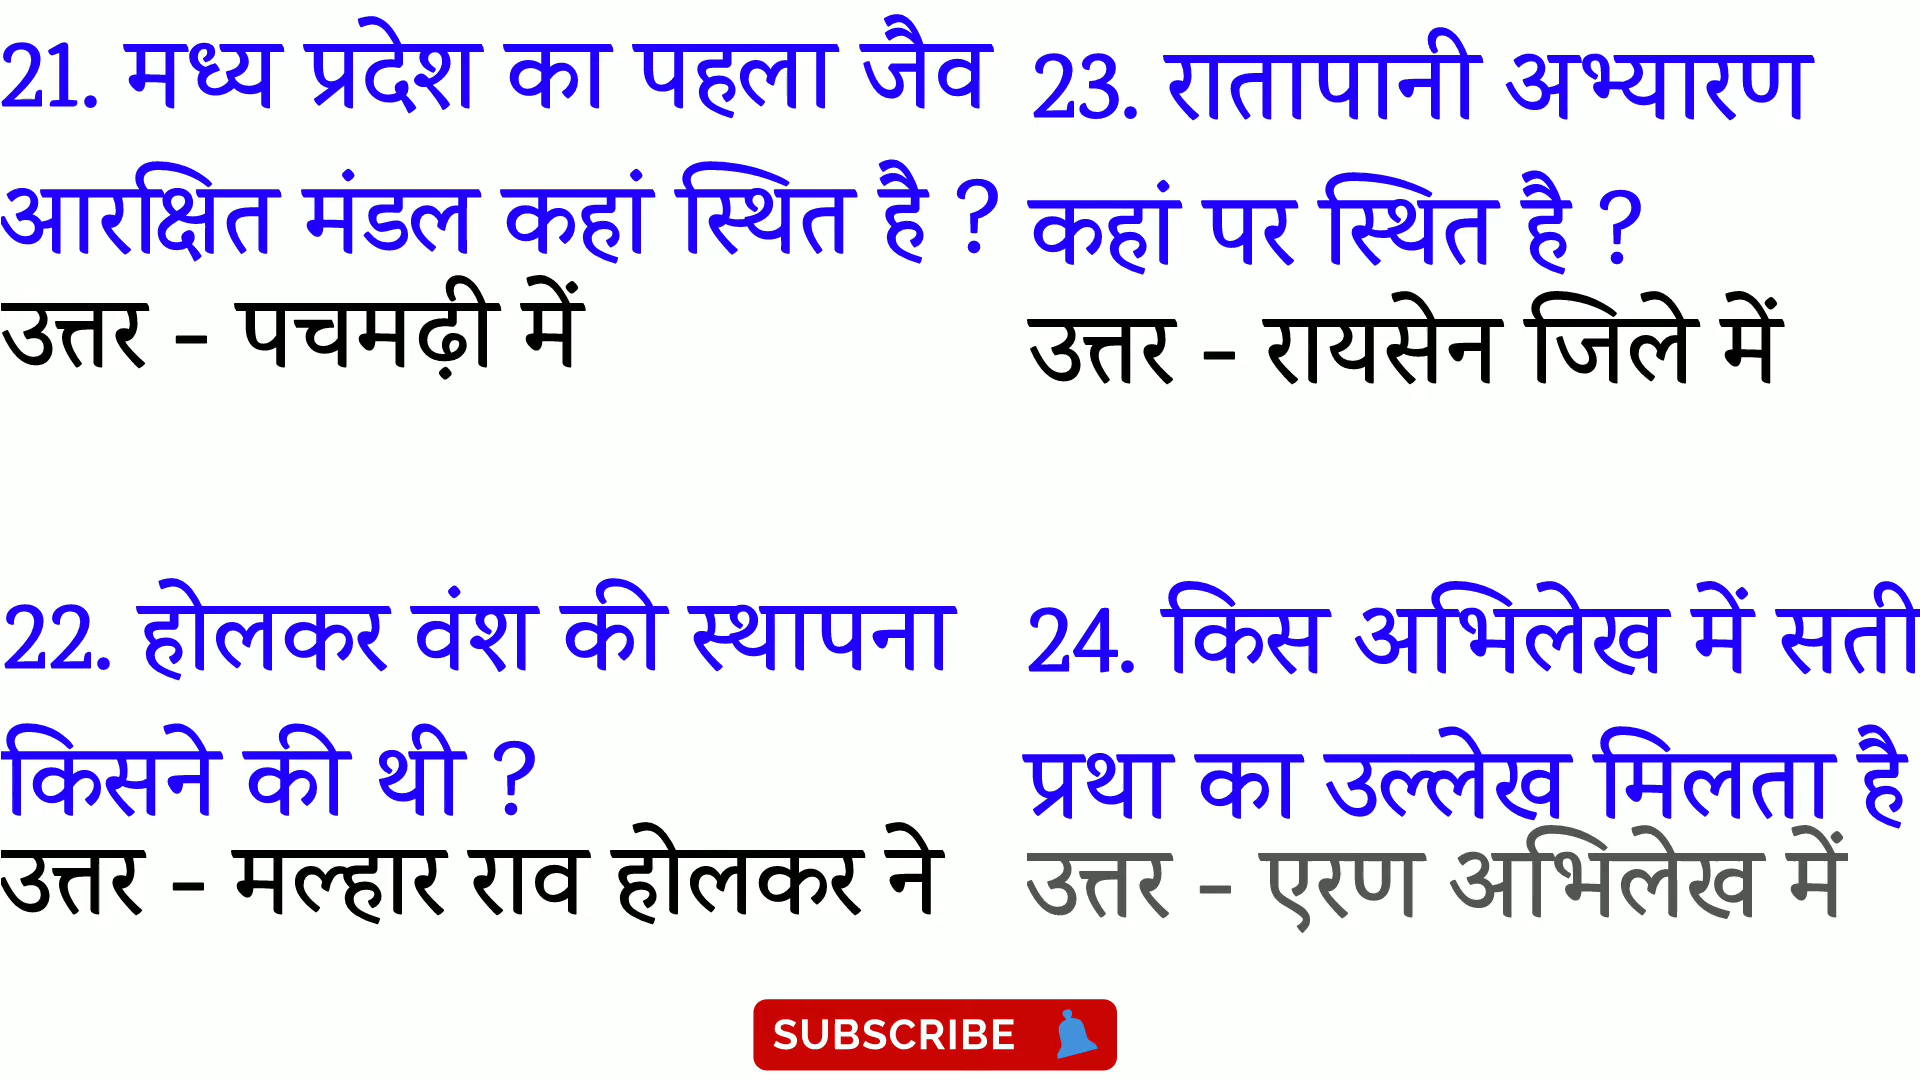 21. मध्य प्रदेश का पहला जैव
आरक्षित मंडल कहां स्थित है ?
उत्तर - पचमढ़ी में
22. होलकर वंश की स्थापना
किसने की थी ?
उत्तर - मल्हार राव होलकर ने
23. रातापानी अभ्यारण
कहां पर स्थित है ?
उत्तर - रायसेन जिले में
24. किस अभिलेख में सती
प्रथा का उल्लेख मिलता है
उत्तर - एरण अभिलेख में
SUBSCRIBE